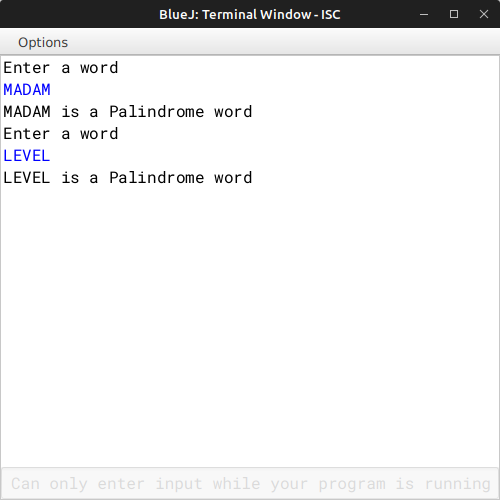 BlueJ: Terminal Window - ISC
Options
Enter a word
MADAM
MADAM is a Palindrome word
Enter a word
LEVEL
LEVEL is a Palindrome word
Can only enter input while your program is running